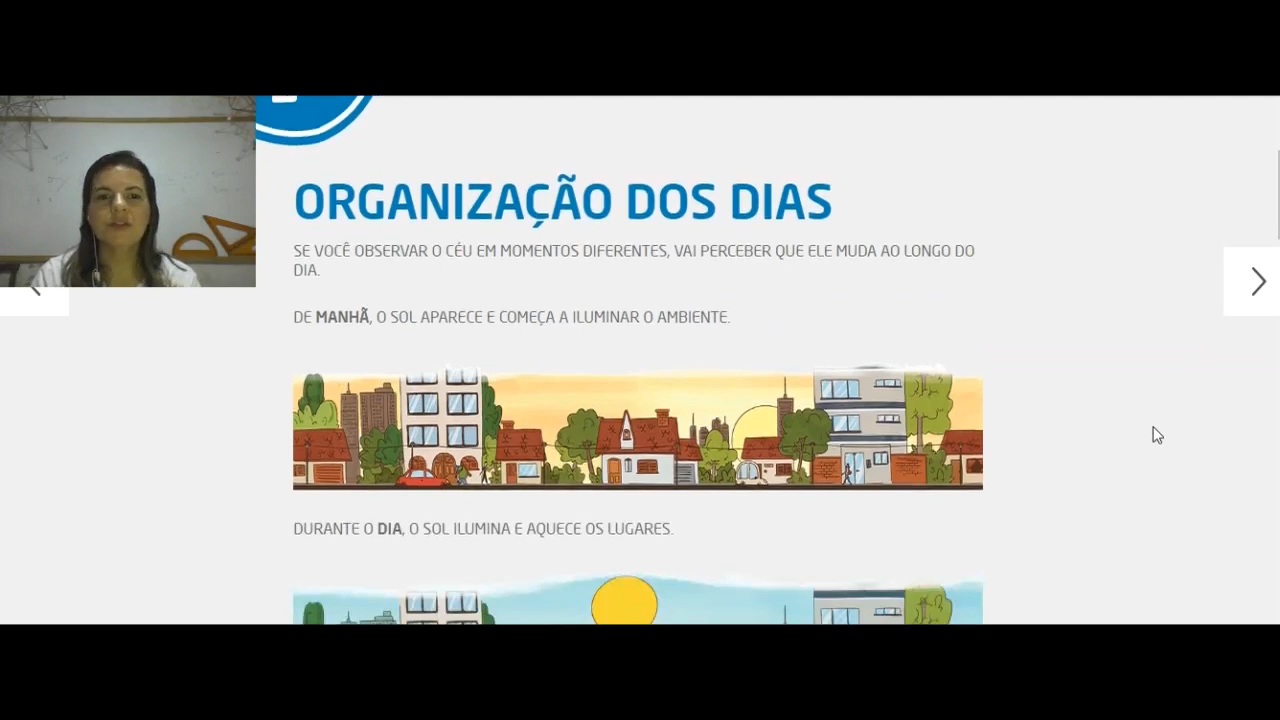 ORGANIZAÇÃO DOS DIAS
SE VOCÊ OBSERVAR O CÉU EM MOMENTOS DIFERENTES, VAI PERCEBER QUE ELE MUDA AO LONGO DO
DIA.
DE MANHÃ, O SOL APARECE E COMEÇA A ILUMINAR O AMBIENTE.
DURANTE O DIA, O SOL ILUMINA E AQUECE OS LUGARES.